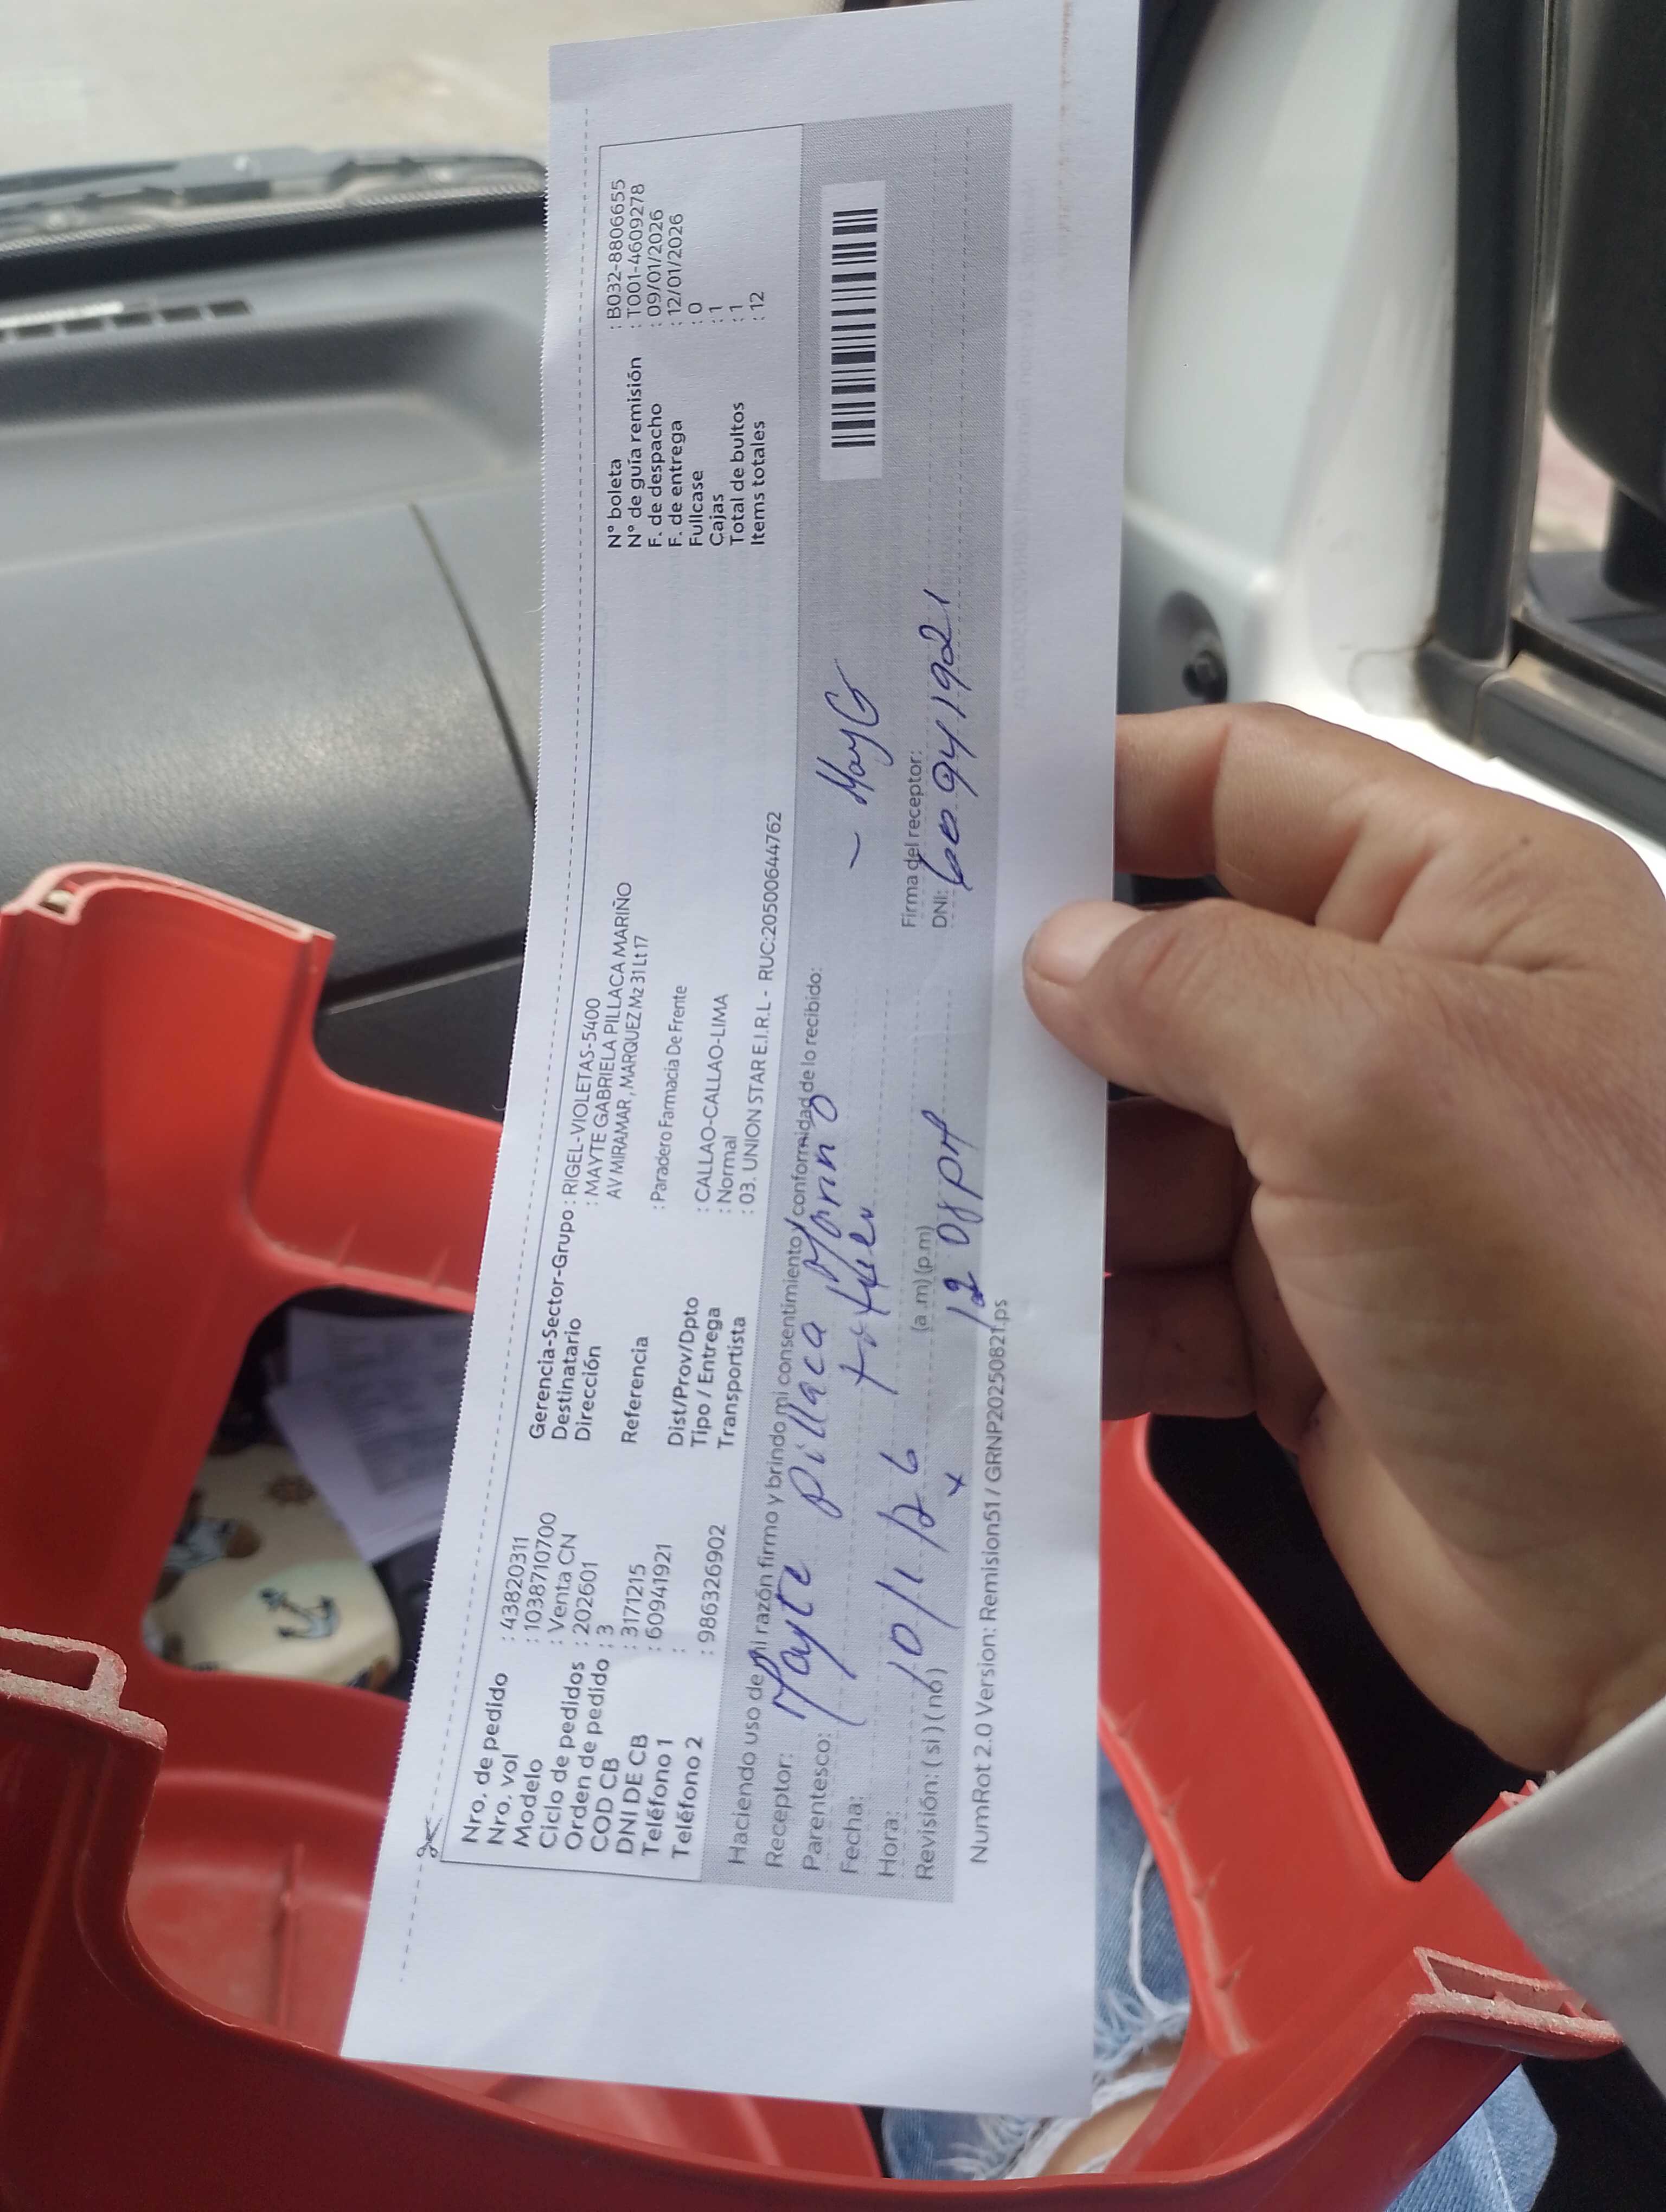 Nro. de pedido : 43820311
Nro. vol : 1038710700
Modelo : Venta CN
Ciclo de pedidos : 202601
Orden de pedido : 3
COD CB : 3171215
DNI DE CB : 60941921
Teléfono 1 :
Teléfono 2 : 986326902
Gerencia-Sector-Grupo : RIGEL-VIOLETAS-5400
Destinatario : MAYTE GABRIELA PILLACA MARIÑO
Dirección AV MIRAMAR , MARQUEZ Mz 31 Lt 17
Referencia : Paradero Farmacia De Frente
Dist/Prov/Dpto : CALLAO-CALLAO-LIMA
Tipo / Entrega : Normal
Transportista : 03. UNION STAR E.I.R.L - RUC:20500644762
N° boleta : B032-8806655
N° de guía remisión : T001-4609278
F. de despacho : 09/01/2026
F. de entrega : 12/01/2026
Fullcase : 0
Cajas : 1
Total de bultos : 1
Items totales : 12
Haciendo uso de mi razón firmo y brindo mi consentimiento y conformidad de lo recibido:
Receptor: Mayte Pillaca
Parentesco:
Fecha: 10/1/26
Hora: (a.m) (p.m) 12 08 pm
Revisión: ( si ) ( no ) x
Firma del receptor: MayG
DNI: 60941921
NumRot 2.0 Version: Remision51 / GRNP20250821.ps